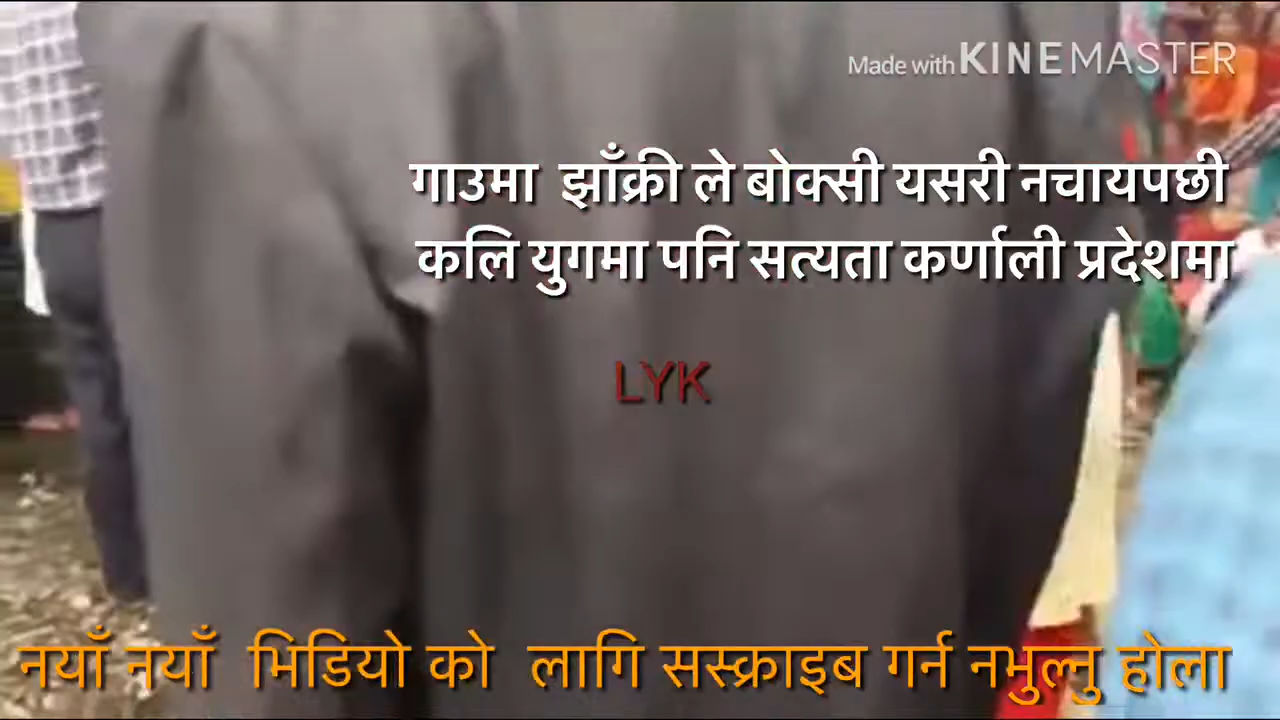 Made with KINEMASTER
गाउमा झाँक्री ले बोक्सी यसरी नचायपछी
कलि युगमा पनि सत्यता कर्णाली प्रदेशमा
LYK
नयाँ नयाँ भिडियो को लागि सस्क्राइब गर्न नभुल्नु होला